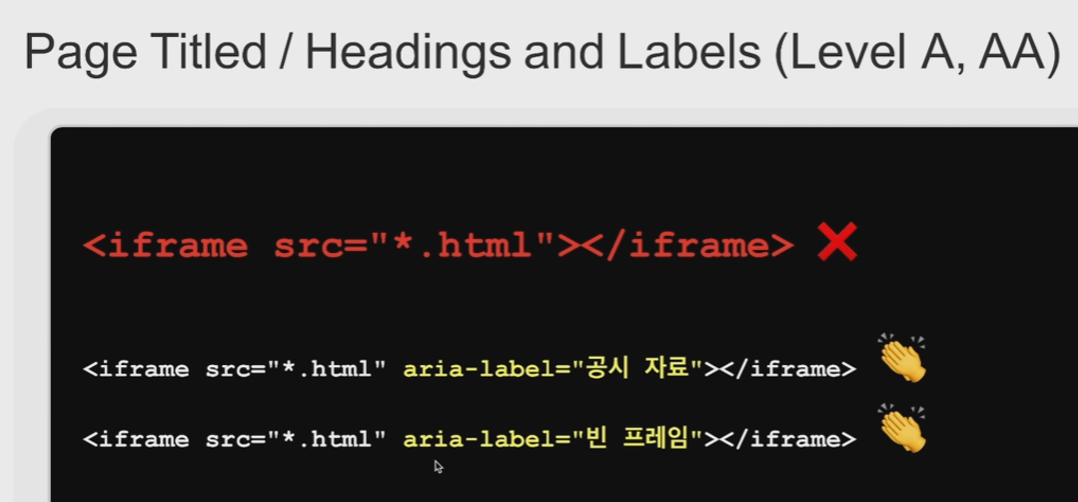 Page Titled / Headings and Labels (Level A, AA)
<iframe src="*.html"></iframe> ❌
<iframe src="*.html" aria-label="공시 자료"></iframe> 👏
<iframe src="*.html" aria-label="빈 프레임"></iframe> 👏